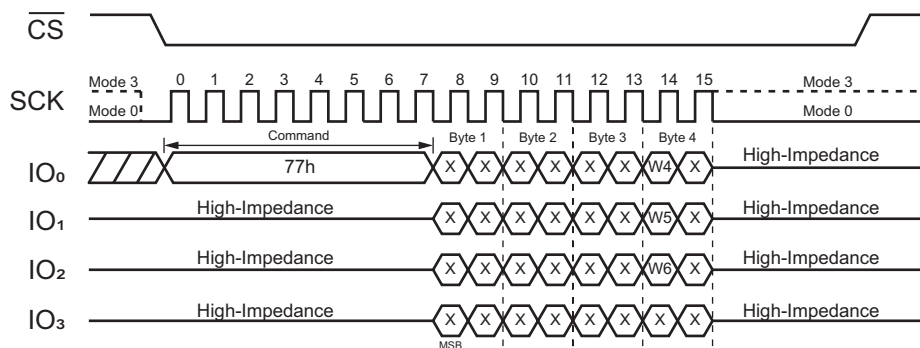 CS
Mode 3 0 1 2 3 4 5 6 7 8 9 10 11 12 13 14 15 Mode 3
SCK
Mode 0 Mode 0
Command Byte 1 Byte 2 Byte 3 Byte 4
IO₀ 77h X X X X X X W4 X High-Impedance
IO₁ High-Impedance X X X X X X W5 X High-Impedance
IO₂ High-Impedance X X X X X X W6 X High-Impedance
IO₃ High-Impedance X X X X X X X X High-Impedance
MSB